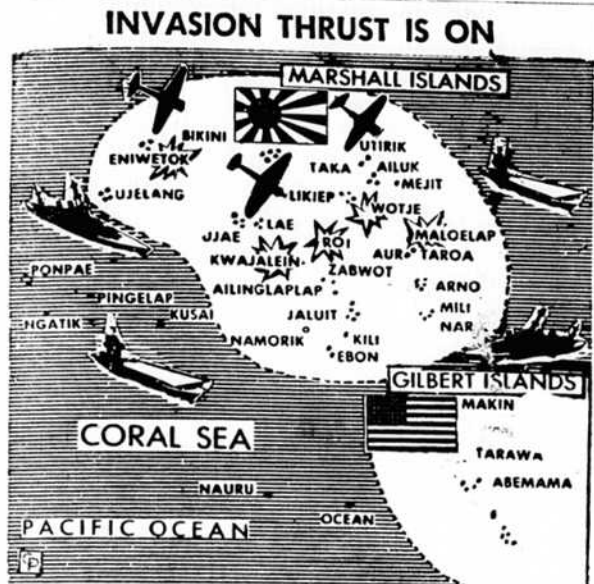 INVASION THRUST IS ON
MARSHALL ISLANDS
BIKINI
ENIWETOK
UJELANG
UTIRIK
TAKA
AILUK
MEJIT
LIKIEP
WOTJE
UJAE
LAE
ROI
MALOELAP
KWAJALEIN
AUR
TAROA
ZABWOT
AILINGLAPLAP
ARNO
PONPAE
PINGELAP
NGATIK
KUSAI
JALUIT
MILI
NAR
NAMORIK
KILI
EBON
GILBERT ISLANDS
MAKIN
CORAL SEA
TARAWA
ABEMAMA
NAURU
OCEAN
PACIFIC OCEAN
CP